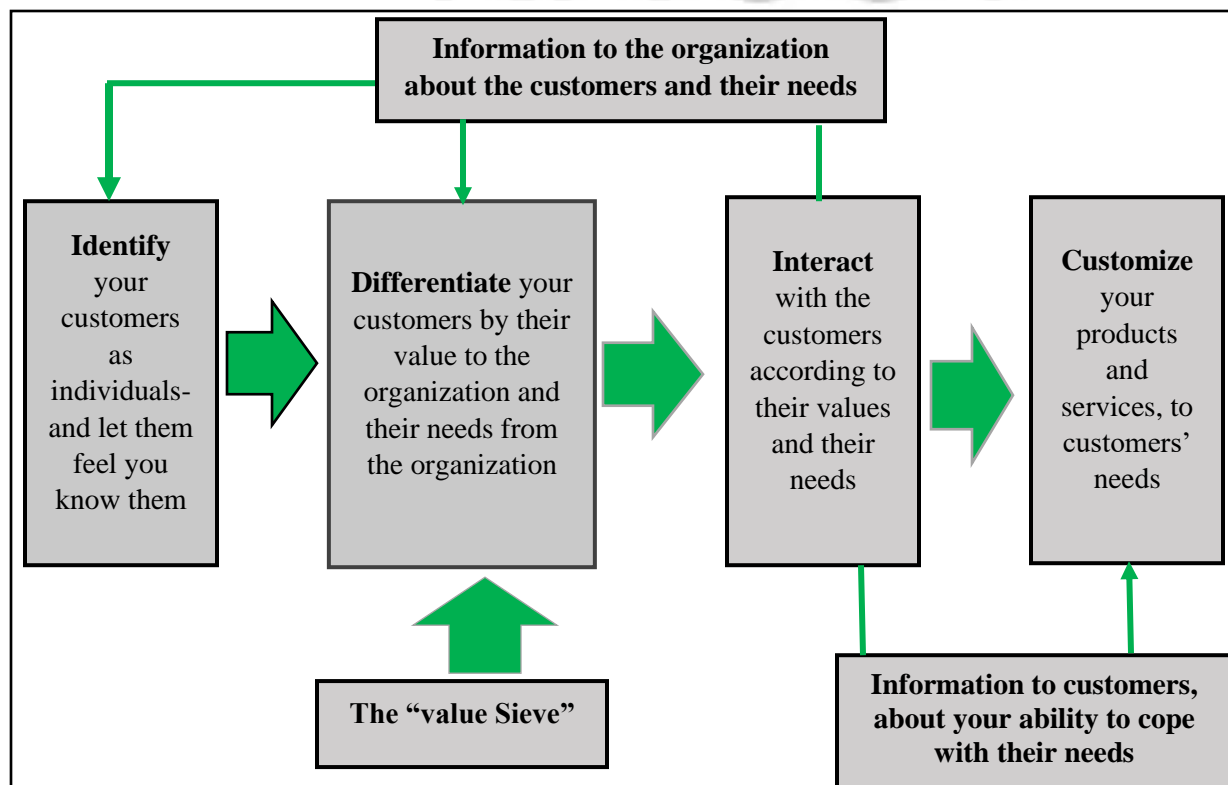 Information to the organization
about the customers and their needs
Identify
your
customers
as
individuals-
and let them
feel you
know them
Differentiate your
customers by their
value to the
organization and
their needs from
the organization
Interact
with the
customers
according to
their values
and their
needs
Customize
your
products
and
services, to
customers’
needs
The “value Sieve”
Information to customers,
about your ability to cope
with their needs